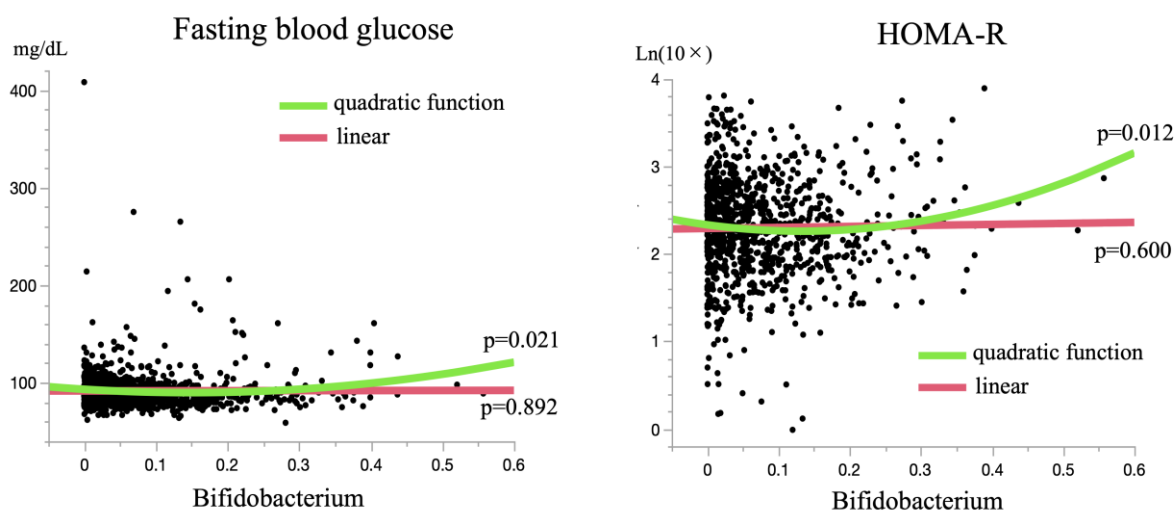 Fasting blood glucose
mg/dL
400
300
200
100
quadratic function
linear
p=0.021
p=0.892
0 0.1 0.2 0.3 0.4 0.5 0.6
Bifidobacterium
HOMA-R
Ln(10×)
4
3
2
1
0
p=0.012
p=0.600
quadratic function
linear
0 0.1 0.2 0.3 0.4 0.5 0.6
Bifidobacterium